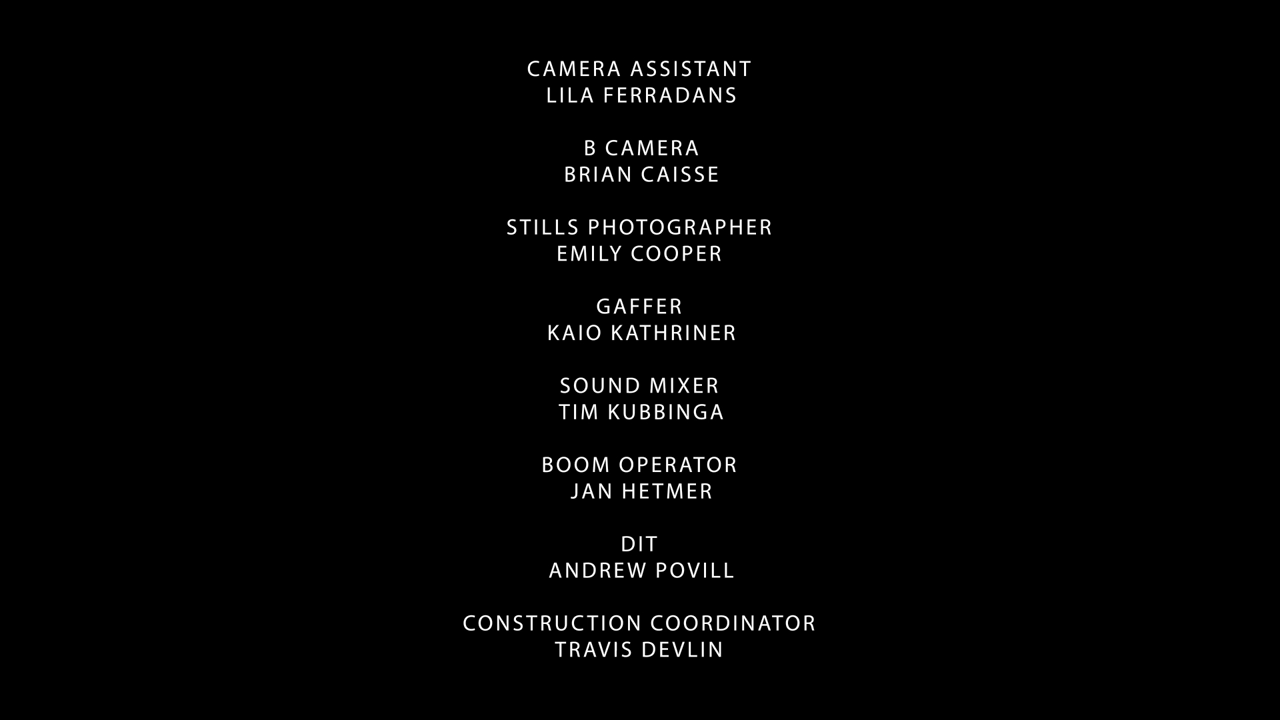 CAMERA ASSISTANT
LILA FERRADANS
B CAMERA
BRIAN CAISSE
STILLS PHOTOGRAPHER
EMILY COOPER
GAFFER
KAIO KATHRINER
SOUND MIXER
TIM KUBBINGA
BOOM OPERATOR
JAN HETMER
DIT
ANDREW POVILL
CONSTRUCTION COORDINATOR
TRAVIS DEVLIN